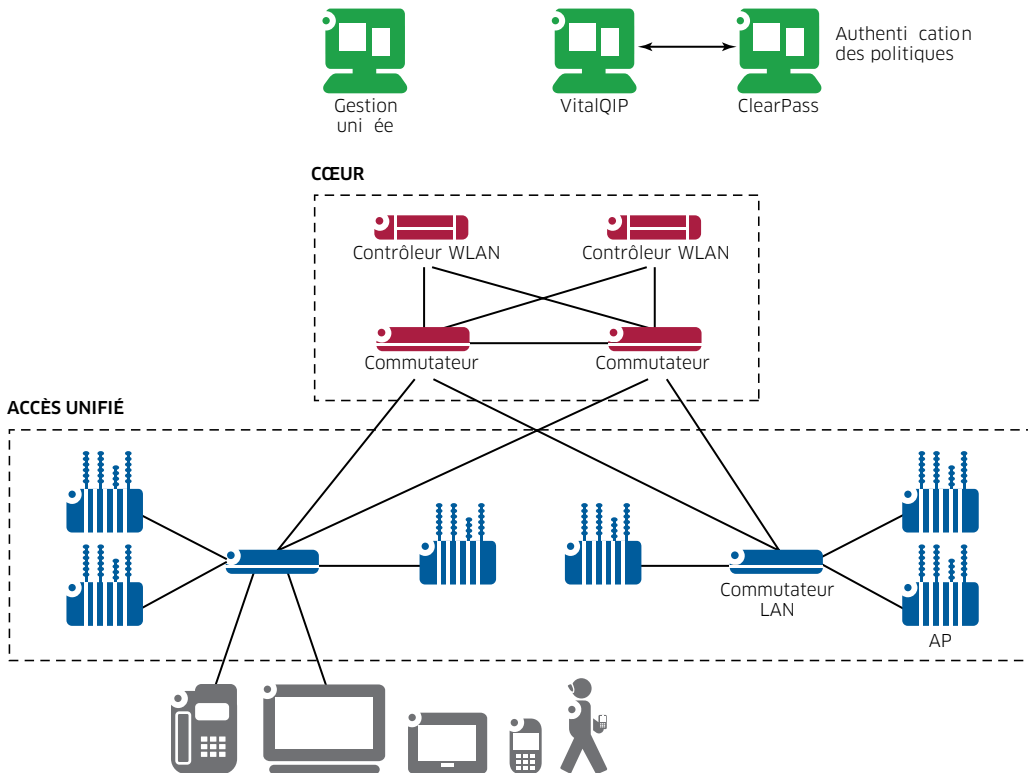 Authenti cation
des politiques
Gestion
uni ée
VitalQIP
ClearPass
CŒUR
Contrôleur WLAN
Contrôleur WLAN
Commutateur
Commutateur
ACCÈS UNIFIÉ
Commutateur
LAN
AP